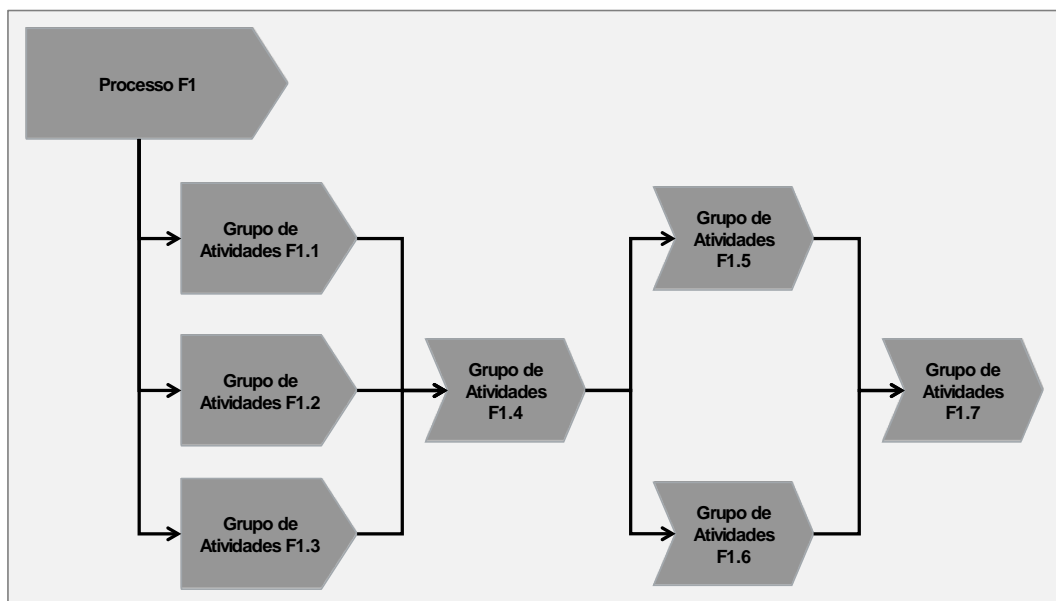 Processo F1
Grupo de
Atividades F1.1
Grupo de
Atividades F1.2
Grupo de
Atividades F1.3
Grupo de
Atividades
F1.4
Grupo de
Atividades
F1.5
Grupo de
Atividades
F1.6
Grupo de
Atividades
F1.7